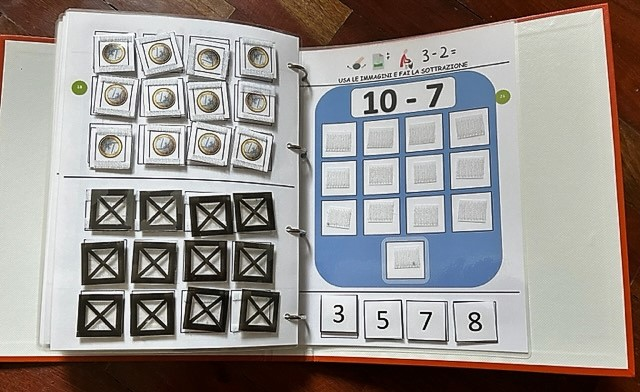 3-2=
USA LE IMMAGINI E FAI LA SOTTRAZIONE
10 - 7
3 5 7 8